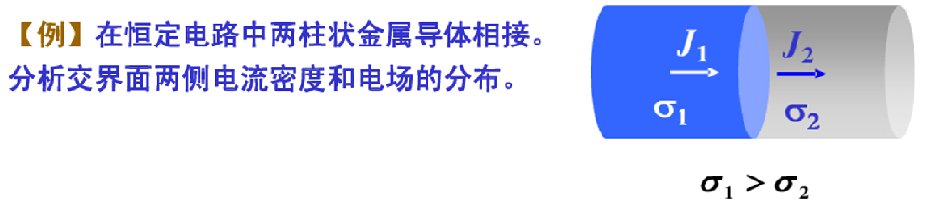 【例】在恒定电路中两柱状金属导体相接。
分析交界面两侧电流密度和电场的分布。
J₁ J₂
σ₁ σ₂
σ₁ > σ₂